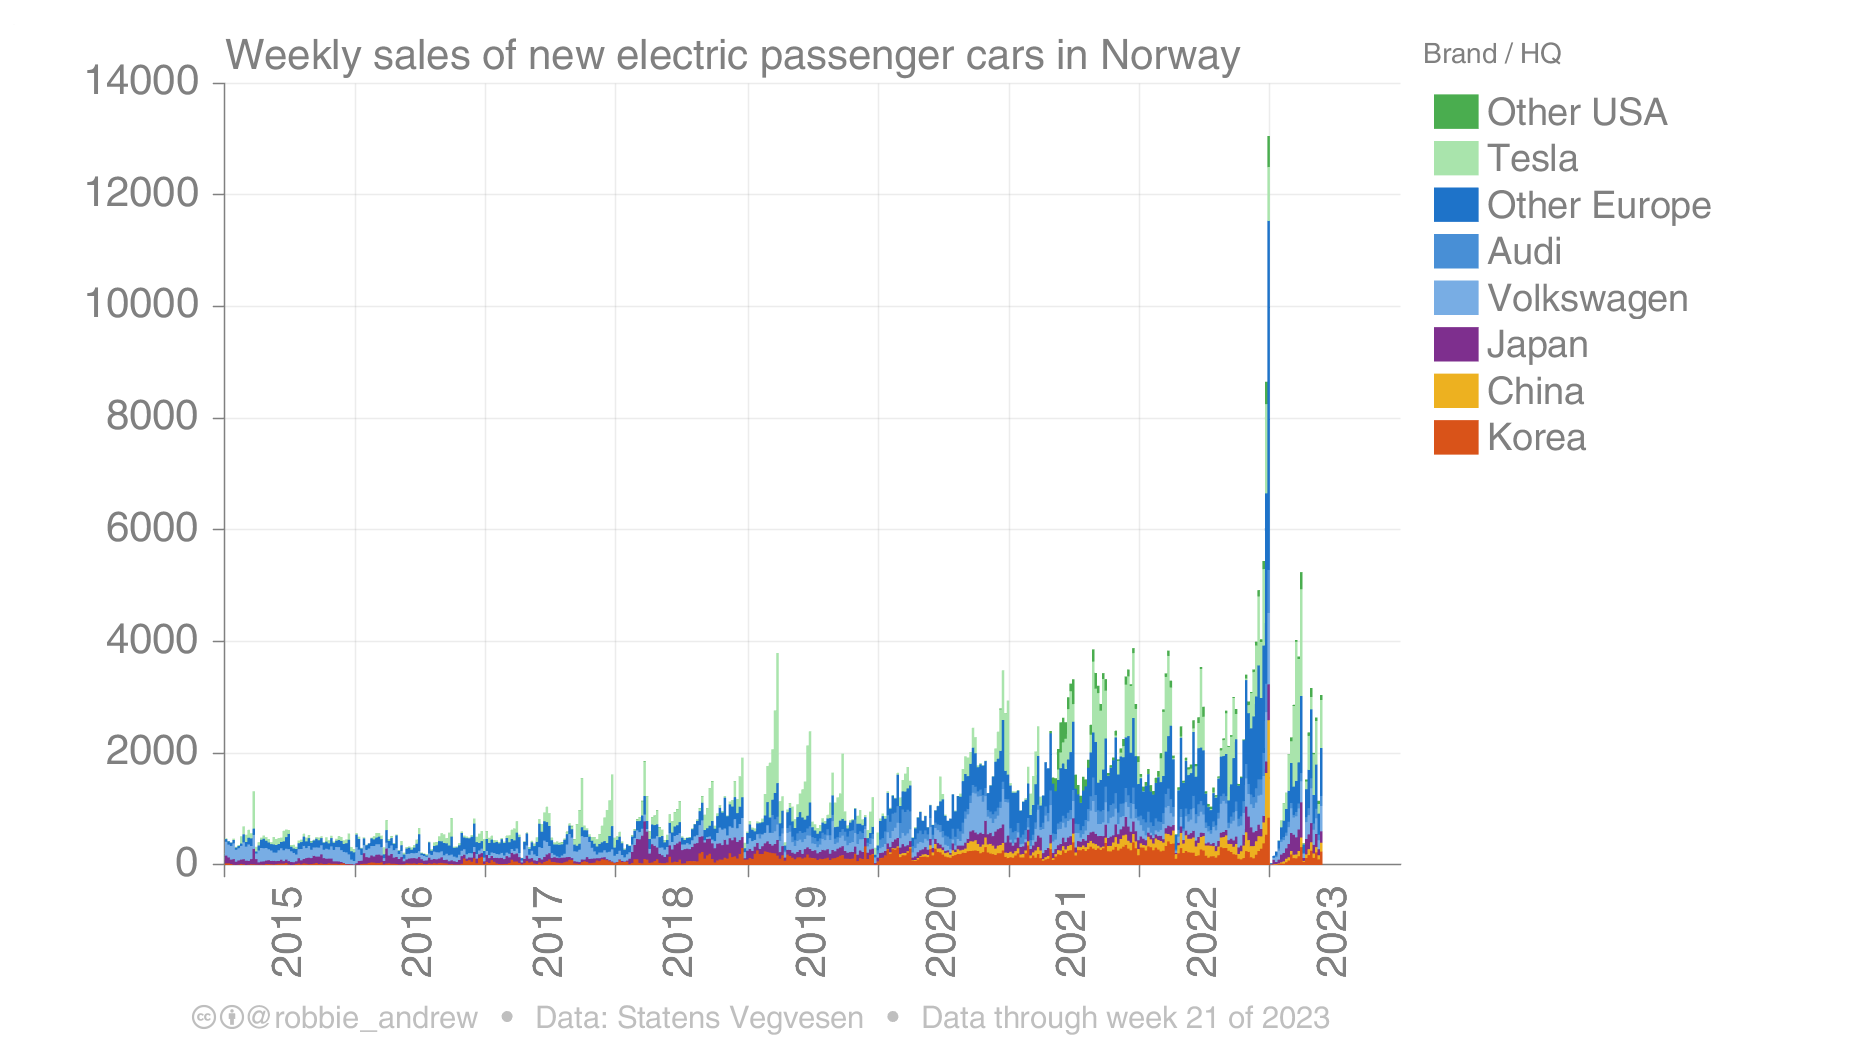 Weekly sales of new electric passenger cars in Norway
Brand / HQ
Other USA
Tesla
Other Europe
Audi
Volkswagen
Japan
China
Korea
14000
12000
10000
8000
6000
4000
2000
0
2015
2016
2017
2018
2019
2020
2021
2022
2023
cc @robbie_andrew • Data: Statens Vegvesen • Data through week 21 of 2023